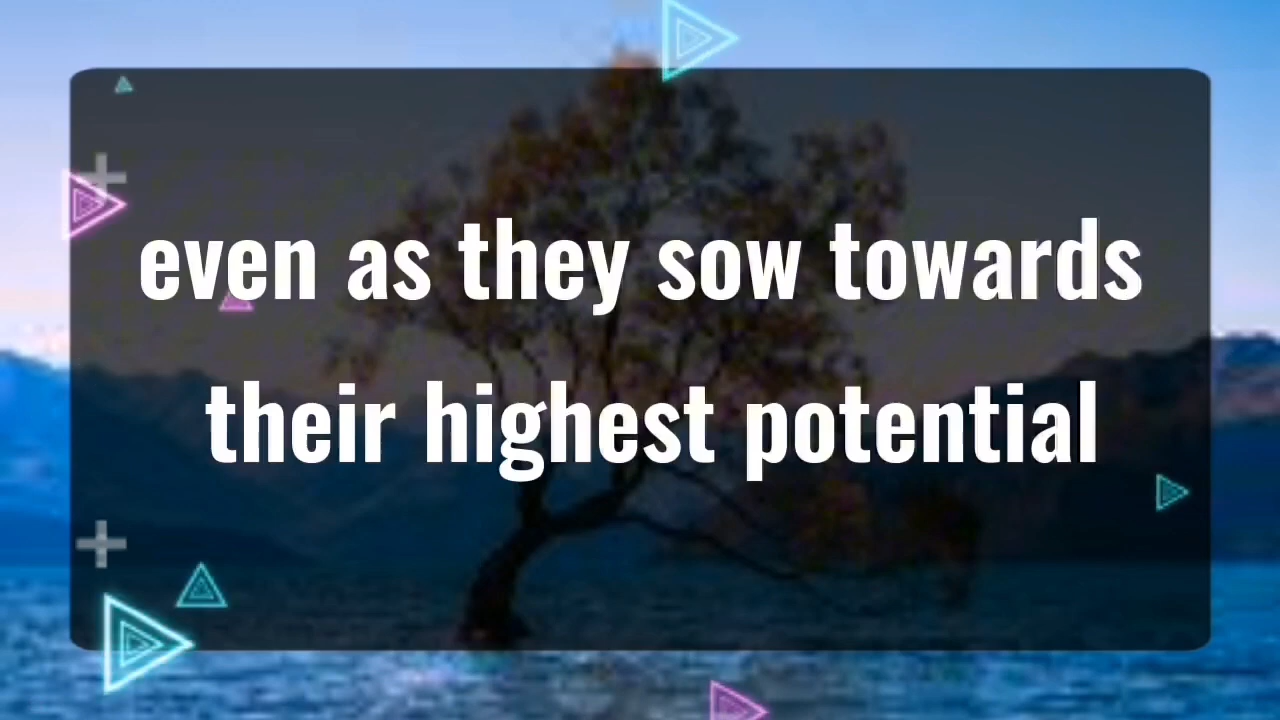 even as they sow towards
their highest potential